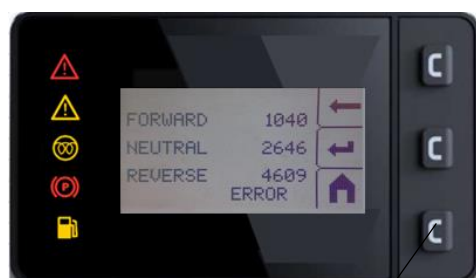 FORWARD 1040
NEUTRAL 2646
REVERSE 4609
ERROR
P
C
C
C